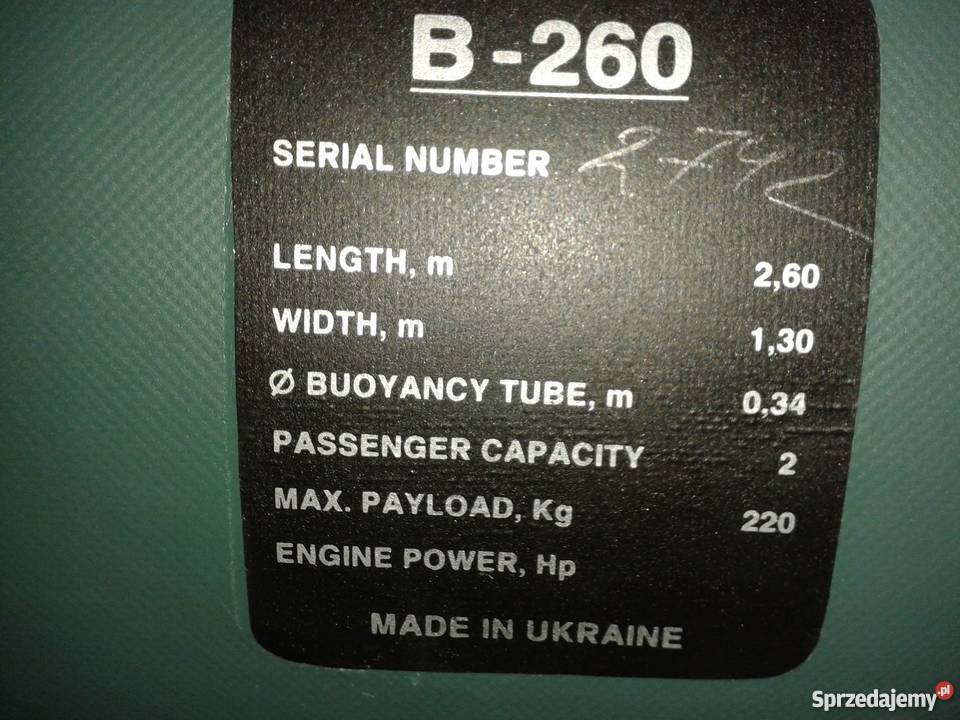 B-260
SERIAL NUMBER 2742
LENGTH, m 2,60
WIDTH, m 1,30
Ø BUOYANCY TUBE, m 0,34
PASSENGER CAPACITY 2
MAX. PAYLOAD, Kg 220
ENGINE POWER, Hp
MADE IN UKRAINE
Sprzedajemy.pl